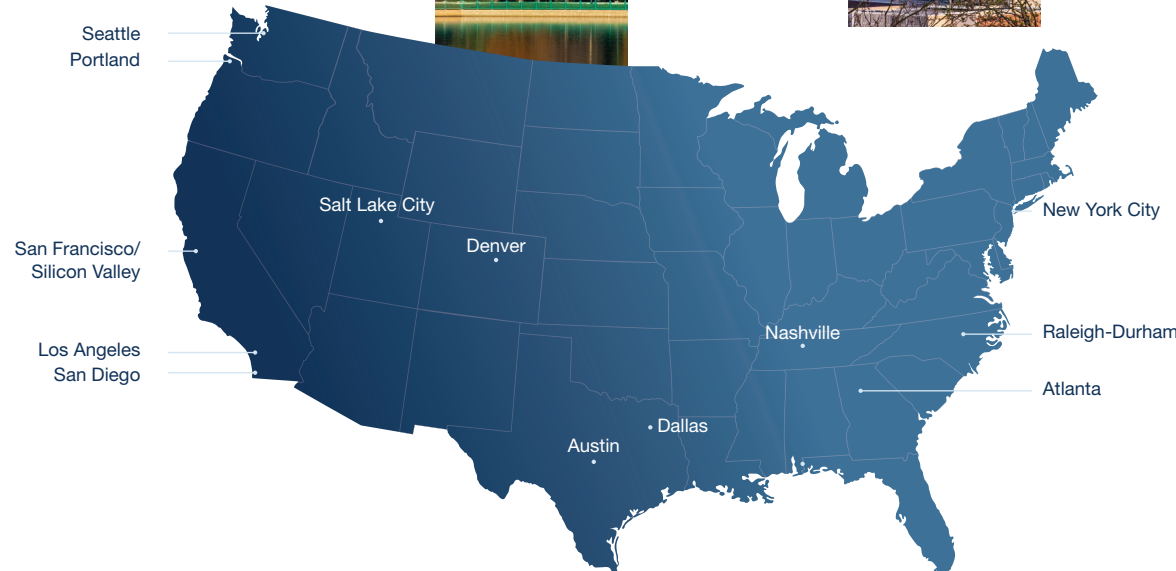 Seattle
Portland
Salt Lake City
New York City
Denver
San Francisco/
Silicon Valley
Nashville
Raleigh-Durham
Los Angeles
San Diego
Atlanta
Dallas
Austin